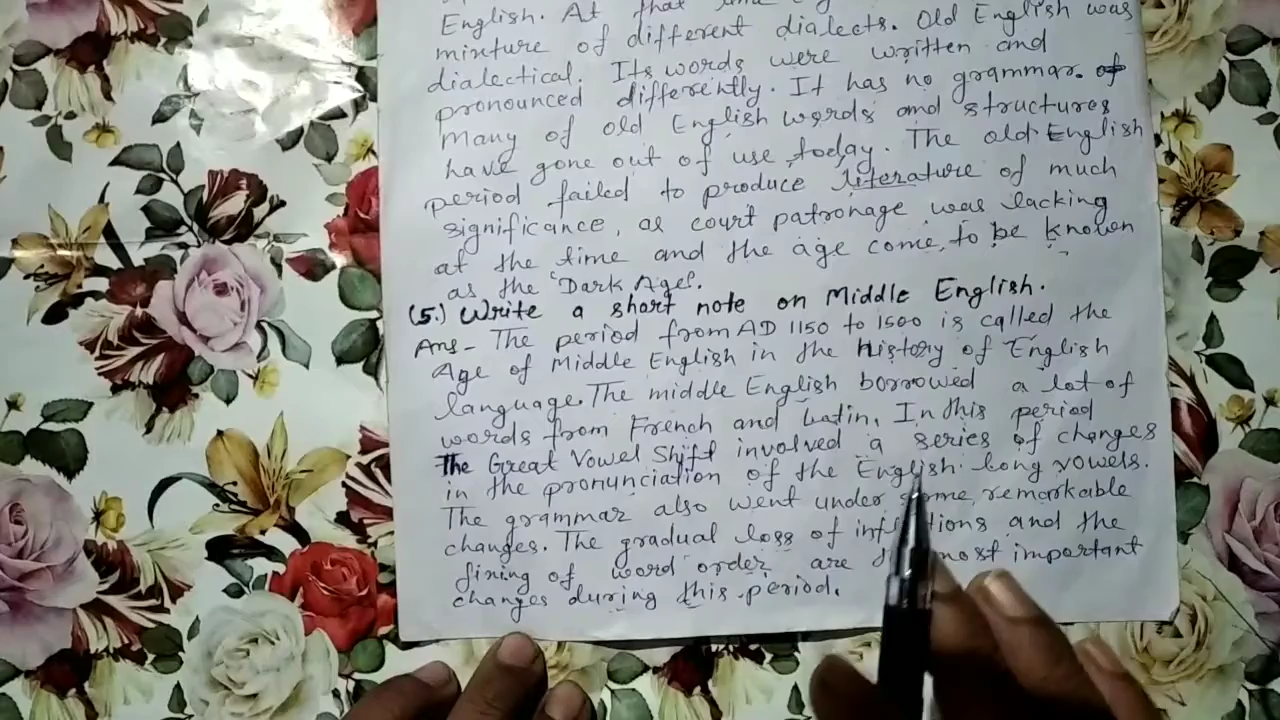 English. At that
mixture of different dialects. Old English was
dialectical. Its words were written and
pronounced differently. It has no grammar. of
Many of old English words and structures
have gone out of use today. The old English
period failed to produce literature of much
significance, as court patronage was lacking
at the time and the age come to be known
as the 'Dark Age'.
(5.) Write a short note on Middle English.
Ans - The period from AD 1150 to 1500 is called the
Age of Middle English in the history of English
language. The middle English borrowed a lot of
words from French and Latin. In this period
The Great Vowel Shift involved a series of changes
in the pronunciation of the English long vowels.
The grammar also went under some remarkable
changes. The gradual loss of and the
fixing of word order are most important
changes during this period.